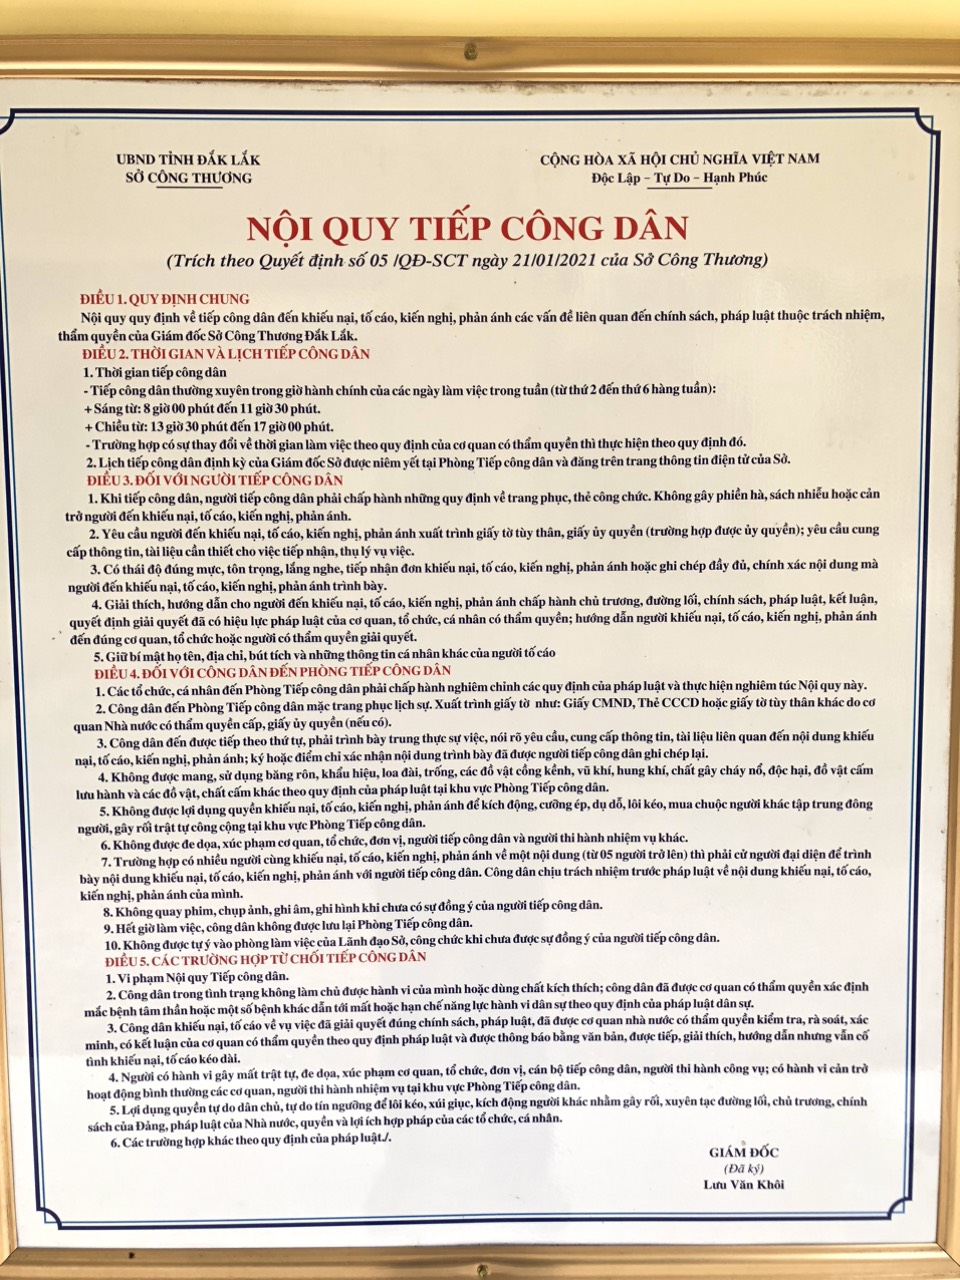 UBND TỈNH ĐẮK LẮK
SỞ CÔNG THƯƠNG
CỘNG HÒA XÃ HỘI CHỦ NGHĨA VIỆT NAM
Độc Lập - Tự Do - Hạnh Phúc
NỘI QUY TIẾP CÔNG DÂN
(Trích theo Quyết định số 05 /QĐ-SCT ngày 21/01/2021 của Sở Công Thương)
ĐIỀU 1. QUY ĐỊNH CHUNG
Nội quy quy định về tiếp công dân đến khiếu nại, tố cáo, kiến nghị, phản ánh các vấn đề liên quan đến chính sách, pháp luật thuộc trách nhiệm,
thẩm quyền của Giám đốc Sở Công Thương Đắk Lắk.
ĐIỀU 2. THỜI GIAN VÀ LỊCH TIẾP CÔNG DÂN
1. Thời gian tiếp công dân
- Tiếp công dân thường xuyên trong giờ hành chính của các ngày làm việc trong tuần (từ thứ 2 đến thứ 6 hàng tuần):
+ Sáng từ: 8 giờ 00 phút đến 11 giờ 30 phút.
+ Chiều từ: 13 giờ 30 phút đến 17 giờ 00 phút.
- Trường hợp có sự thay đổi về thời gian làm việc theo quy định của cơ quan có thẩm quyền thì thực hiện theo quy định đó.
2. Lịch tiếp công dân định kỳ của Giám đốc Sở được niêm yết tại Phòng Tiếp công dân và đăng trên trang thông tin điện tử của Sở.
ĐIỀU 3. ĐỐI VỚI NGƯỜI TIẾP CÔNG DÂN
1. Khi tiếp công dân, người tiếp công dân phải chấp hành những quy định về trang phục, thẻ công chức. Không gây phiền hà, sách nhiễu hoặc cản
trở người đến khiếu nại, tố cáo, kiến nghị, phản ánh.
2. Yêu cầu người đến khiếu nại, tố cáo, kiến nghị, phản ánh xuất trình giấy tờ tùy thân, giấy ủy quyền (trường hợp được ủy quyền); yêu cầu cung
cấp thông tin, tài liệu cần thiết cho việc tiếp nhận, thụ lý vụ việc.
3. Có thái độ đúng mực, tôn trọng, lắng nghe, tiếp nhận đơn khiếu nại, tố cáo, kiến nghị, phản ánh hoặc ghi chép đầy đủ, chính xác nội dung mà
người đến khiếu nại, tố cáo, kiến nghị, phản ánh trình bày.
4. Giải thích, hướng dẫn cho người đến khiếu nại, tố cáo, kiến nghị, phản ánh chấp hành chủ trương, đường lối, chính sách, pháp luật, kết luận,
quyết định giải quyết đã có hiệu lực pháp luật của cơ quan, tổ chức, cá nhân có thẩm quyền; hướng dẫn người khiếu nại, tố cáo, kiến nghị, phản ánh
đến đúng cơ quan, tổ chức hoặc người có thẩm quyền giải quyết.
5. Giữ bí mật họ tên, địa chỉ, bút tích và những thông tin cá nhân khác của người tố cáo
ĐIỀU 4. ĐỐI VỚI CÔNG DÂN ĐẾN PHÒNG TIẾP CÔNG DÂN
1. Các tổ chức, cá nhân đến Phòng Tiếp công dân phải chấp hành nghiêm chỉnh các quy định của pháp luật và thực hiện nghiêm túc Nội quy này.
2. Công dân đến Phòng Tiếp công dân mặc trang phục lịch sự. Xuất trình giấy tờ như: Giấy CMND, Thẻ CCCD hoặc giấy tờ tùy thân khác do cơ
quan Nhà nước có thẩm quyền cấp, giấy ủy quyền (nếu có).
3. Công dân đến được tiếp theo thứ tự, phải trình bày trung thực sự việc, nói rõ yêu cầu, cung cấp thông tin, tài liệu liên quan đến nội dung khiếu
nại, tố cáo, kiến nghị, phản ánh; ký hoặc điểm chỉ xác nhận nội dung trình bày đã được người tiếp công dân ghi chép lại.
4. Không được mang, sử dụng băng rôn, khẩu hiệu, loa đài, trống, các đồ vật cồng kềnh, vũ khí, hung khí, chất gây cháy nổ, độc hại, đồ vật cấm
lưu hành và các đồ vật, chất cấm khác theo quy định của pháp luật tại khu vực Phòng Tiếp công dân.
5. Không được lợi dụng quyền khiếu nại, tố cáo, kiến nghị, phản ánh để kích động, cưỡng ép, dụ dỗ, lôi kéo, mua chuộc người khác tập trung đông
người, gây rối trật tự công cộng tại khu vực Phòng Tiếp công dân.
6. Không được đe dọa, xúc phạm cơ quan, tổ chức, đơn vị, người tiếp công dân và người thi hành nhiệm vụ khác.
7. Trường hợp có nhiều người cùng khiếu nại, tố cáo, kiến nghị, phản ánh về một nội dung (từ 05 người trở lên) thì phải cử người đại diện để trình
bày nội dung khiếu nại, tố cáo, kiến nghị, phản ánh với người tiếp công dân. Công dân chịu trách nhiệm trước pháp luật về nội dung khiếu nại, tố cáo,
kiến nghị, phản ánh của mình.
8. Không quay phim, chụp ảnh, ghi âm, ghi hình khi chưa có sự đồng ý của người tiếp công dân.
9. Hết giờ làm việc, công dân không được lưu lại Phòng Tiếp công dân.
10. Không được tự ý vào phòng làm việc của Lãnh đạo Sở, công chức khi chưa được sự đồng ý của người tiếp công dân.
ĐIỀU 5. CÁC TRƯỜNG HỢP TỪ CHỐI TIẾP CÔNG DÂN
1. Vi phạm Nội quy Tiếp công dân.
2. Công dân trong tình trạng không làm chủ được hành vi của mình hoặc dùng chất kích thích; công dân đã được cơ quan có thẩm quyền xác định
mắc bệnh tâm thần hoặc một số bệnh khác dẫn tới mất hoặc hạn chế năng lực hành vi dân sự theo quy định của pháp luật dân sự.
3. Công dân khiếu nại, tố cáo về vụ việc đã giải quyết đúng chính sách, pháp luật, đã được cơ quan nhà nước có thẩm quyền kiểm tra, rà soát, xác
minh, có kết luận của cơ quan có thẩm quyền theo quy định pháp luật và được thông báo bằng văn bản, được tiếp, giải thích, hướng dẫn nhưng vẫn cố
tình khiếu nại, tố cáo kéo dài.
4. Người có hành vi gây mất trật tự, đe dọa, xúc phạm cơ quan, tổ chức, đơn vị, cán bộ tiếp công dân, người thi hành công vụ; có hành vi cản trở
hoạt động bình thường các cơ quan, người thi hành nhiệm vụ tại khu vực Phòng Tiếp công dân.
5. Lợi dụng quyền tự do dân chủ, tự do tín ngưỡng để lôi kéo, xúi giục, kích động người khác nhằm gây rối, xuyên tạc đường lối, chủ trương, chính
sách của Đảng, pháp luật của Nhà nước, quyền và lợi ích hợp pháp của các tổ chức, cá nhân.
6. Các trường hợp khác theo quy định của pháp luật./.
GIÁM ĐỐC
(Đã ký)
Lưu Văn Khôi